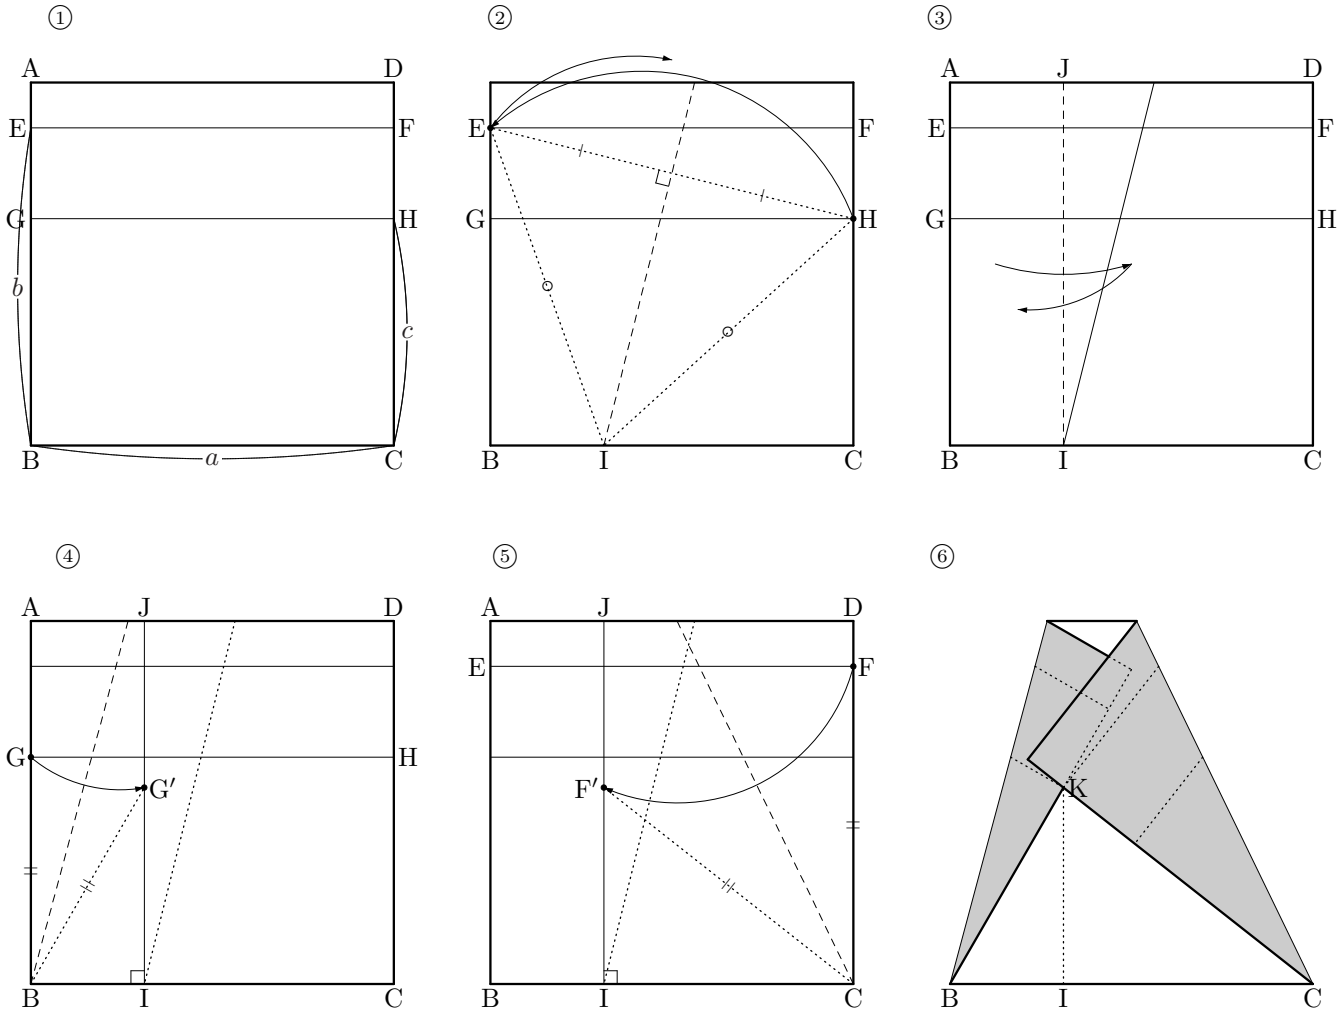 ① ② ③
A D
E F
G H
b
c
B a C
E F
G H
B I C
A J D
E F
G H
B I C
④ ⑤ ⑥
A J D
G H
G′
B I C
A J D
E F
F′
B I C
K
B I C